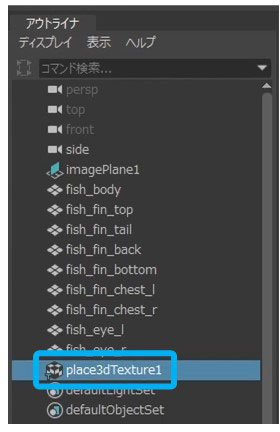 アウトライナ
ディスプレイ 表示 ヘルプ
コマンド検索...
persp
top
front
side
imagePlane1
fish_body
fish_fin_top
fish_fin_tail
fish_fin_back
fish_fin_bottom
fish_fin_chest_l
fish_fin_chest_r
fish_eye_l
fish_eye_r
place3dTexture1
defaultLightSet
defaultObjectSet